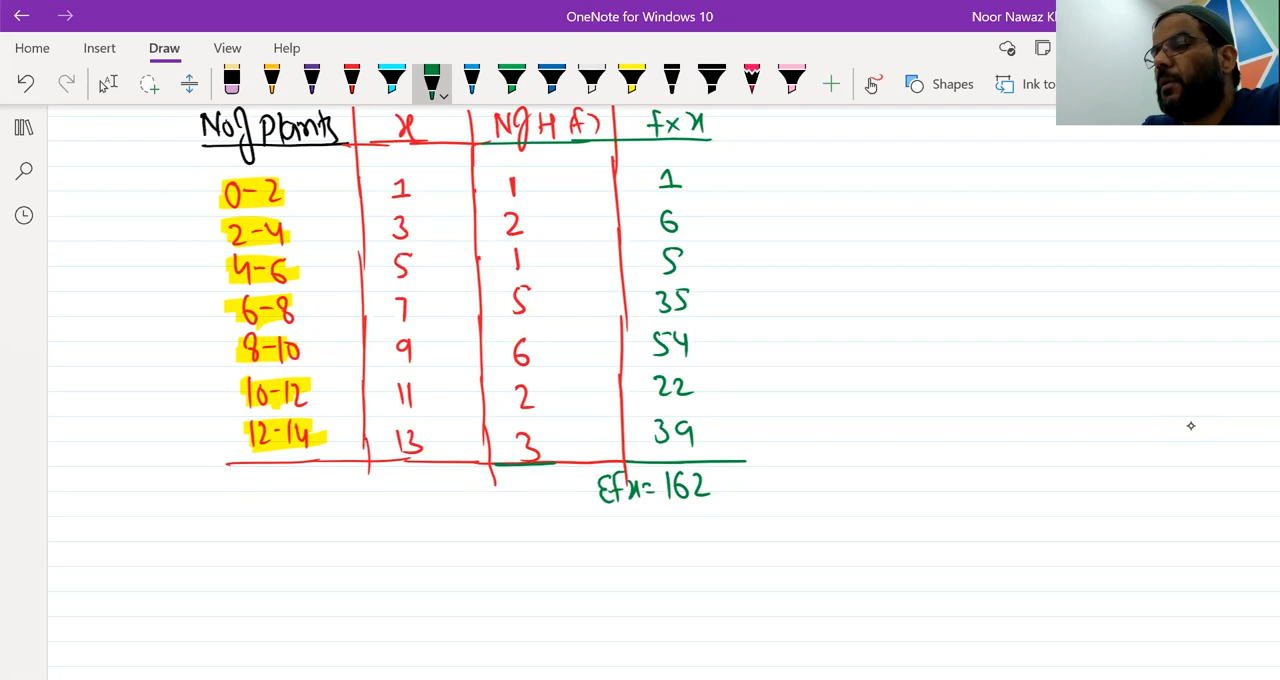 OneNote for Windows 10
Noor Nawaz Kh
Home Insert Draw View Help
Shapes Ink to
No of Plants x No of H (f) f×x
0-2 1 1 1
2-4 3 2 6
4-6 5 1 5
6-8 7 5 35
8-10 9 6 54
10-12 11 2 22
12-14 13 3 39
Σfx= 162